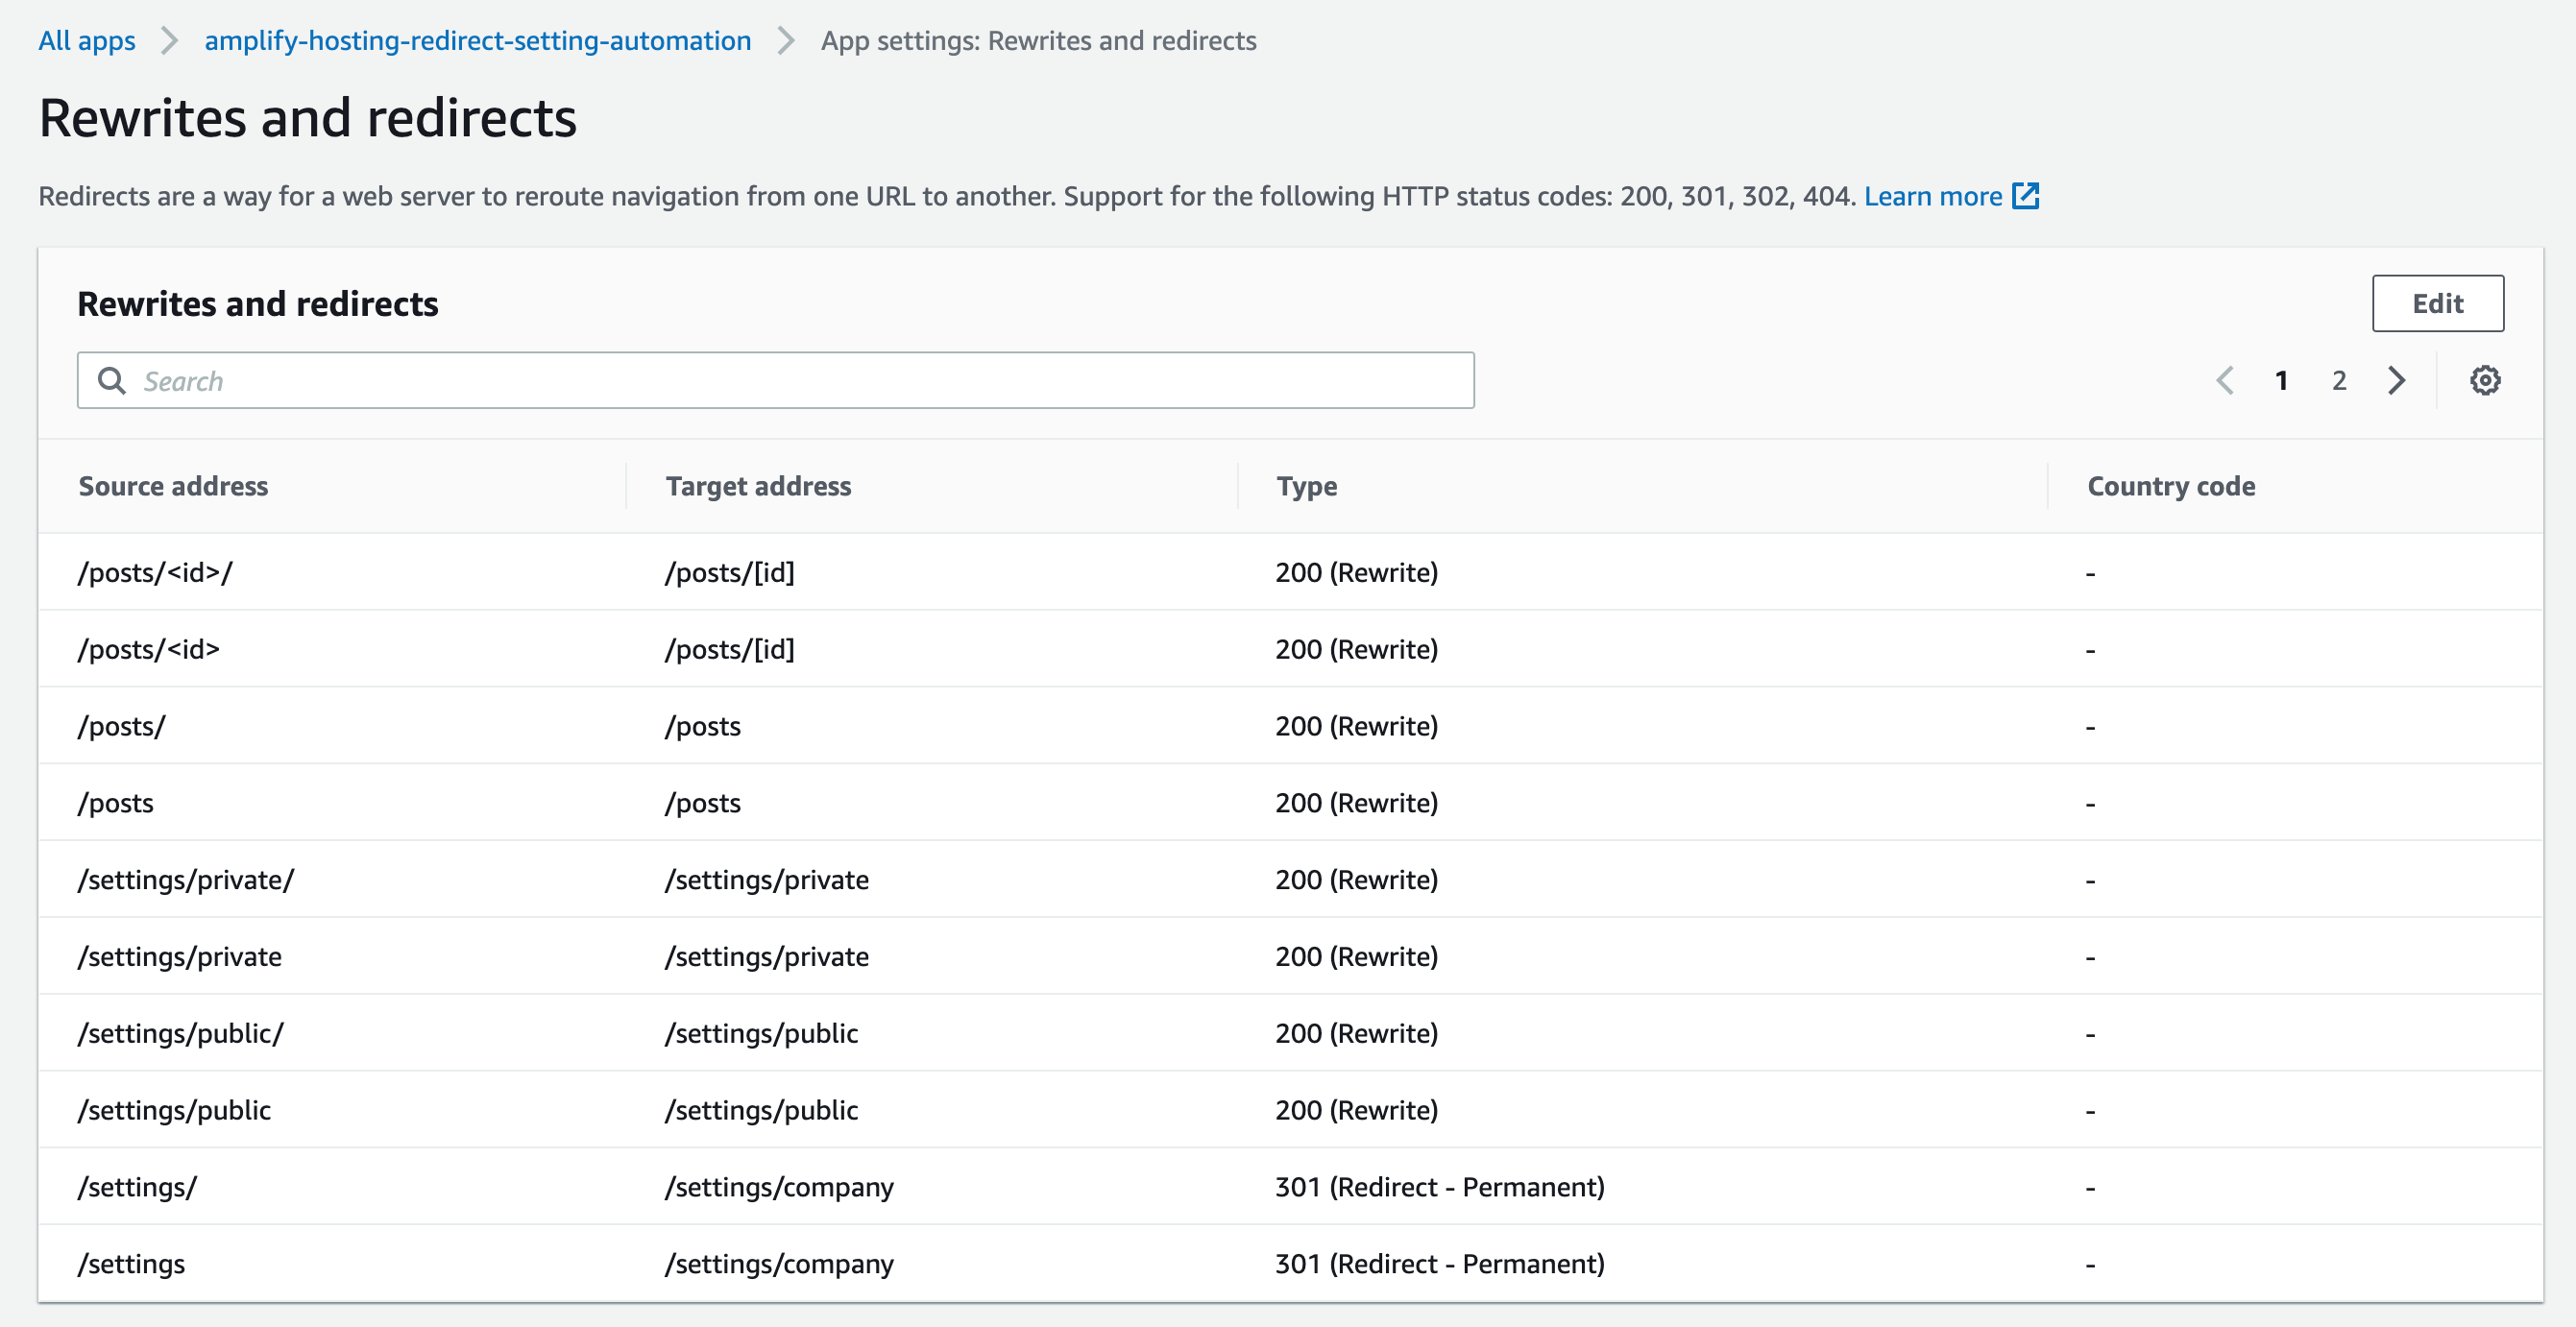 All apps > amplify-hosting-redirect-setting-automation > App settings: Rewrites and redirects
Rewrites and redirects
Redirects are a way for a web server to reroute navigation from one URL to another. Support for the following HTTP status codes: 200, 301, 302, 404. Learn more
Rewrites and redirects Edit
Search < 1 2 >
Source address Target address Type Country code
/posts/<id>/ /posts/[id] 200 (Rewrite) -
/posts/<id> /posts/[id] 200 (Rewrite) -
/posts/ /posts 200 (Rewrite) -
/posts /posts 200 (Rewrite) -
/settings/private/ /settings/private 200 (Rewrite) -
/settings/private /settings/private 200 (Rewrite) -
/settings/public/ /settings/public 200 (Rewrite) -
/settings/public /settings/public 200 (Rewrite) -
/settings/ /settings/company 301 (Redirect - Permanent) -
/settings /settings/company 301 (Redirect - Permanent) -